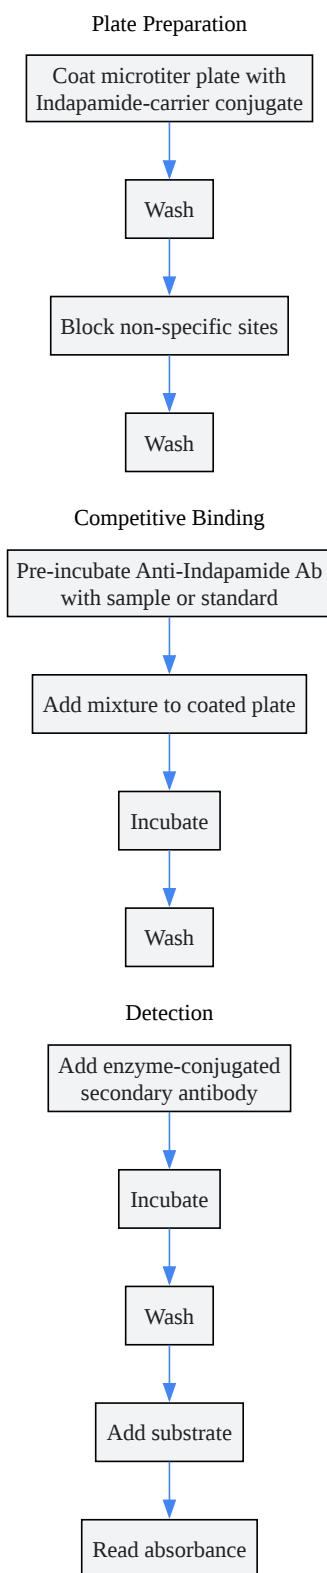 Plate Preparation
Coat microtiter plate with
Indapamide-carrier conjugate
Wash
Block non-specific sites
Wash
Competitive Binding
Pre-incubate Anti-Indapamide Ab
with sample or standard
Add mixture to coated plate
Incubate
Wash
Detection
Add enzyme-conjugated
secondary antibody
Incubate
Wash
Add substrate
Read absorbance